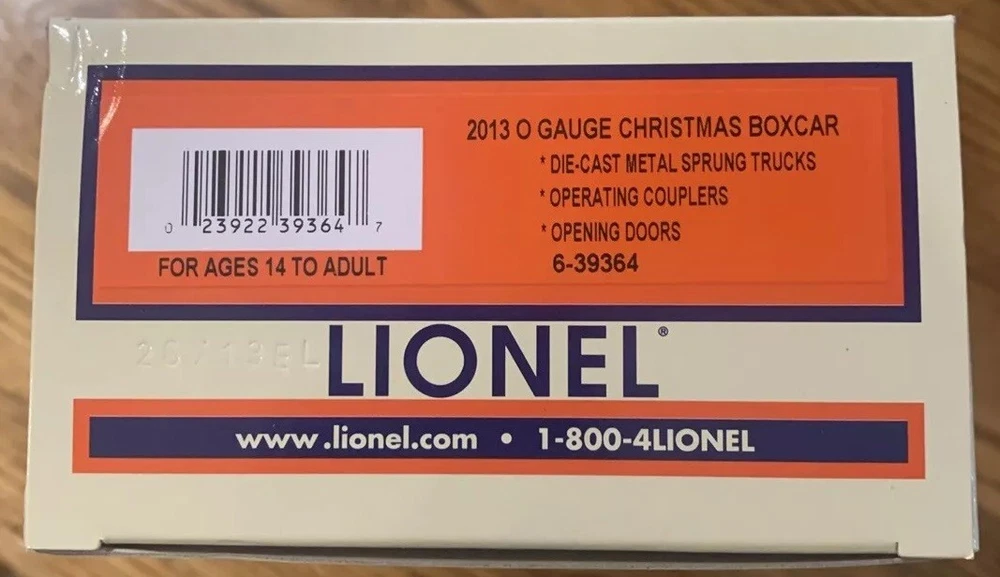 2013 O GAUGE CHRISTMAS BOXCAR
* DIE-CAST METAL SPRUNG TRUCKS
* OPERATING COUPLERS
* OPENING DOORS
6-39364
0 23922 39364 7
FOR AGES 14 TO ADULT
LIONEL®
www.lionel.com • 1-800-4LIONEL